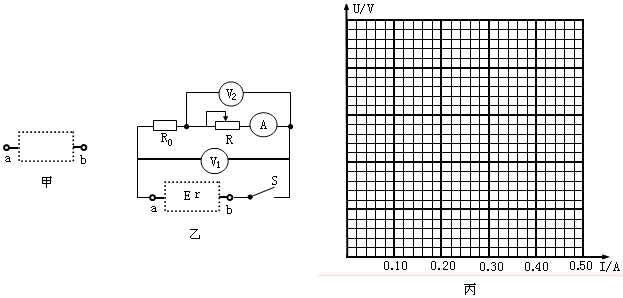 a
b
甲
V₂
R₀
R
A
V₁
S
E r
a
b
乙
U/V
0.10 0.20 0.30 0.40 0.50 I/A
丙